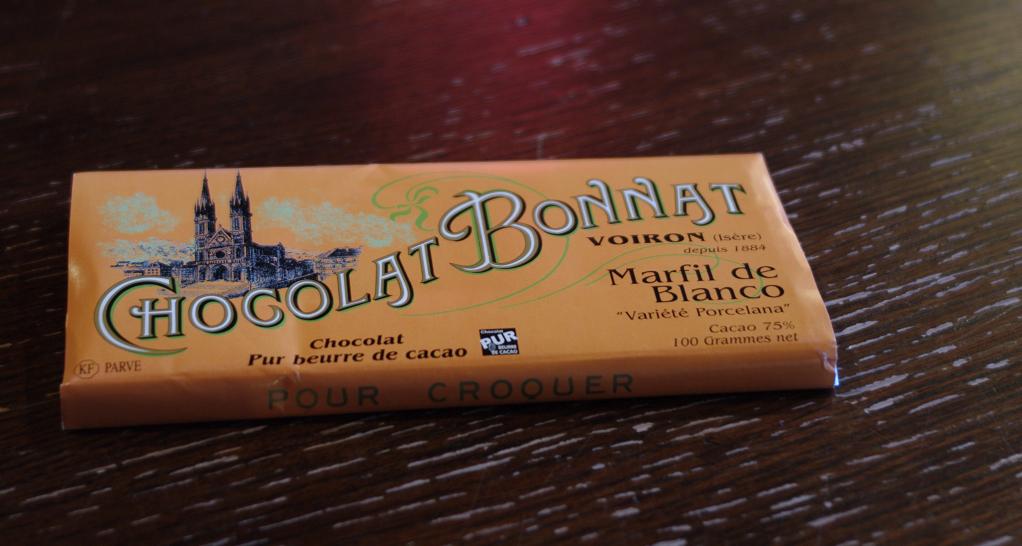 CHOCOLAT BONNAT
VOIRON (Isère)
depuis 1884
Marfil de
Blanco
"Variété Porcelana"
Cacao 75%
100 Grammes net
Chocolat
Pur beurre de cacao
Chocolat
PUR
BEURRE
DE CACAO
KF PARVE
POUR CROQUER